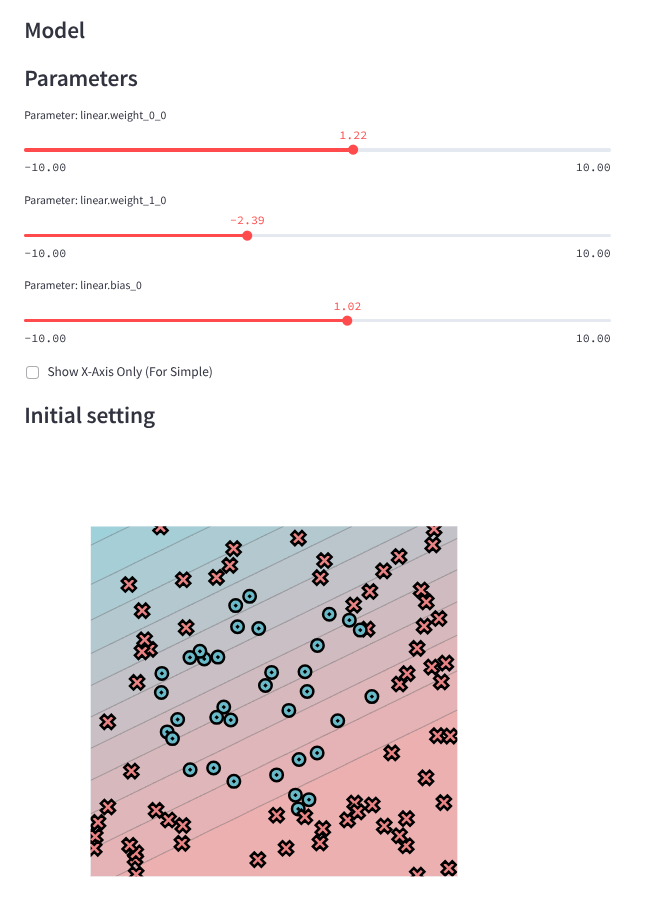 Model
Parameters
Parameter: linear.weight_0_0
1.22
-10.00 10.00
Parameter: linear.weight_1_0
-2.39
-10.00 10.00
Parameter: linear.bias_0
1.02
-10.00 10.00
Show X-Axis Only (For Simple)
Initial setting